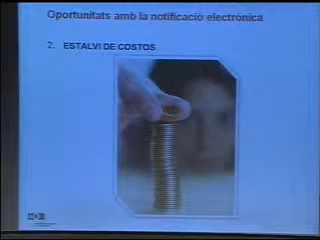 Oportunitats amb la notificació electrònica
2. ESTALVI DE COSTOS